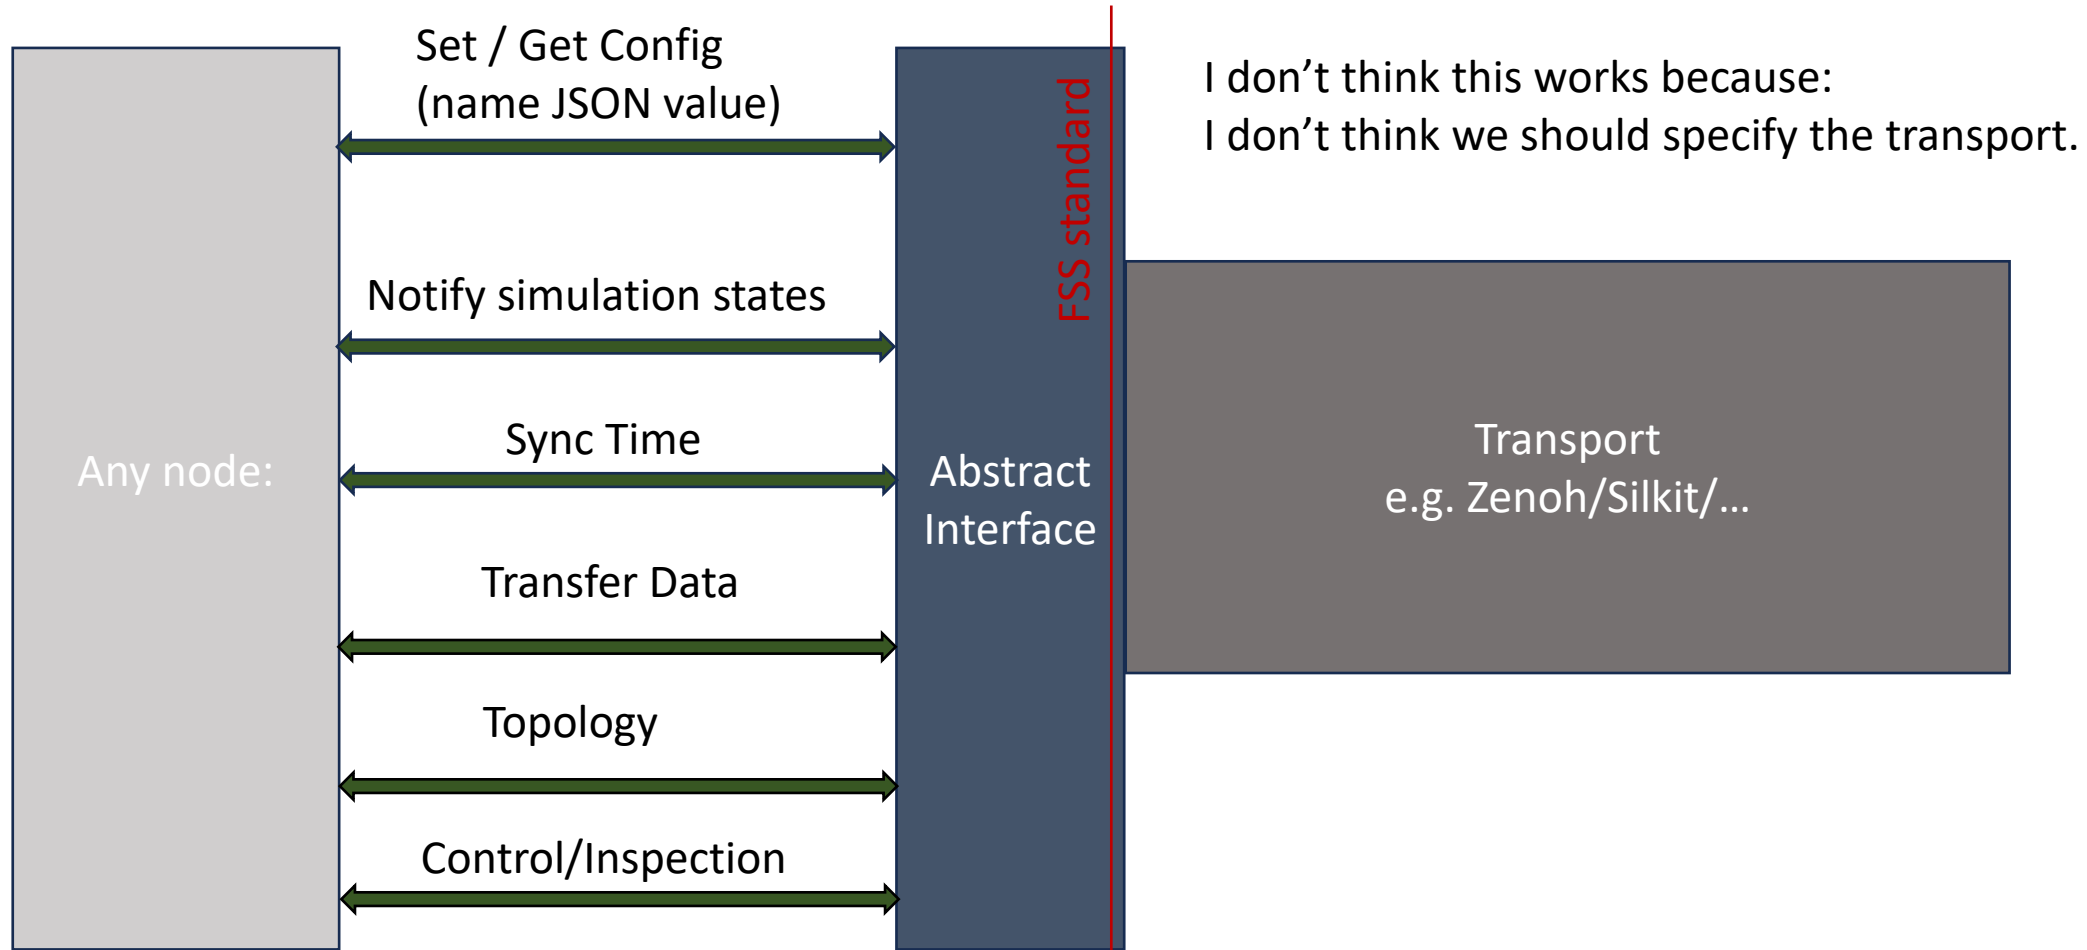 Set / Get Config
(name JSON value)
I don’t think this works because:
I don’t think we should specify the transport.
FSS standard
Notify simulation states
Sync Time
Any node:
Abstract
Interface
Transport
e.g. Zenoh/Silkit/…
Transfer Data
Topology
Control/Inspection